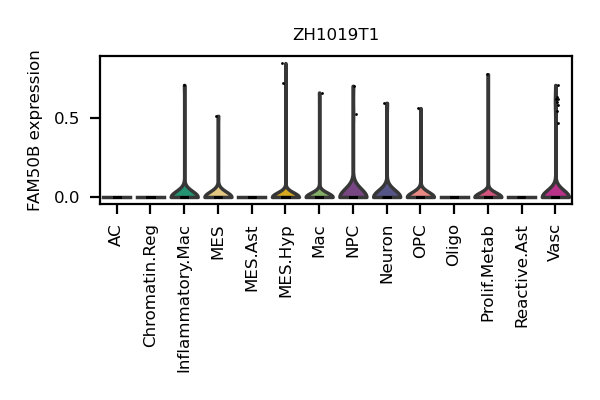 ZH1019T1
FAM50B expression
0.5
0.0
AC
Chromatin.Reg
Inflammatory.Mac
MES
MES.Ast
MES.Hyp
Mac
NPC
Neuron
OPC
Oligo
Prolif.Metab
Reactive.Ast
Vasc